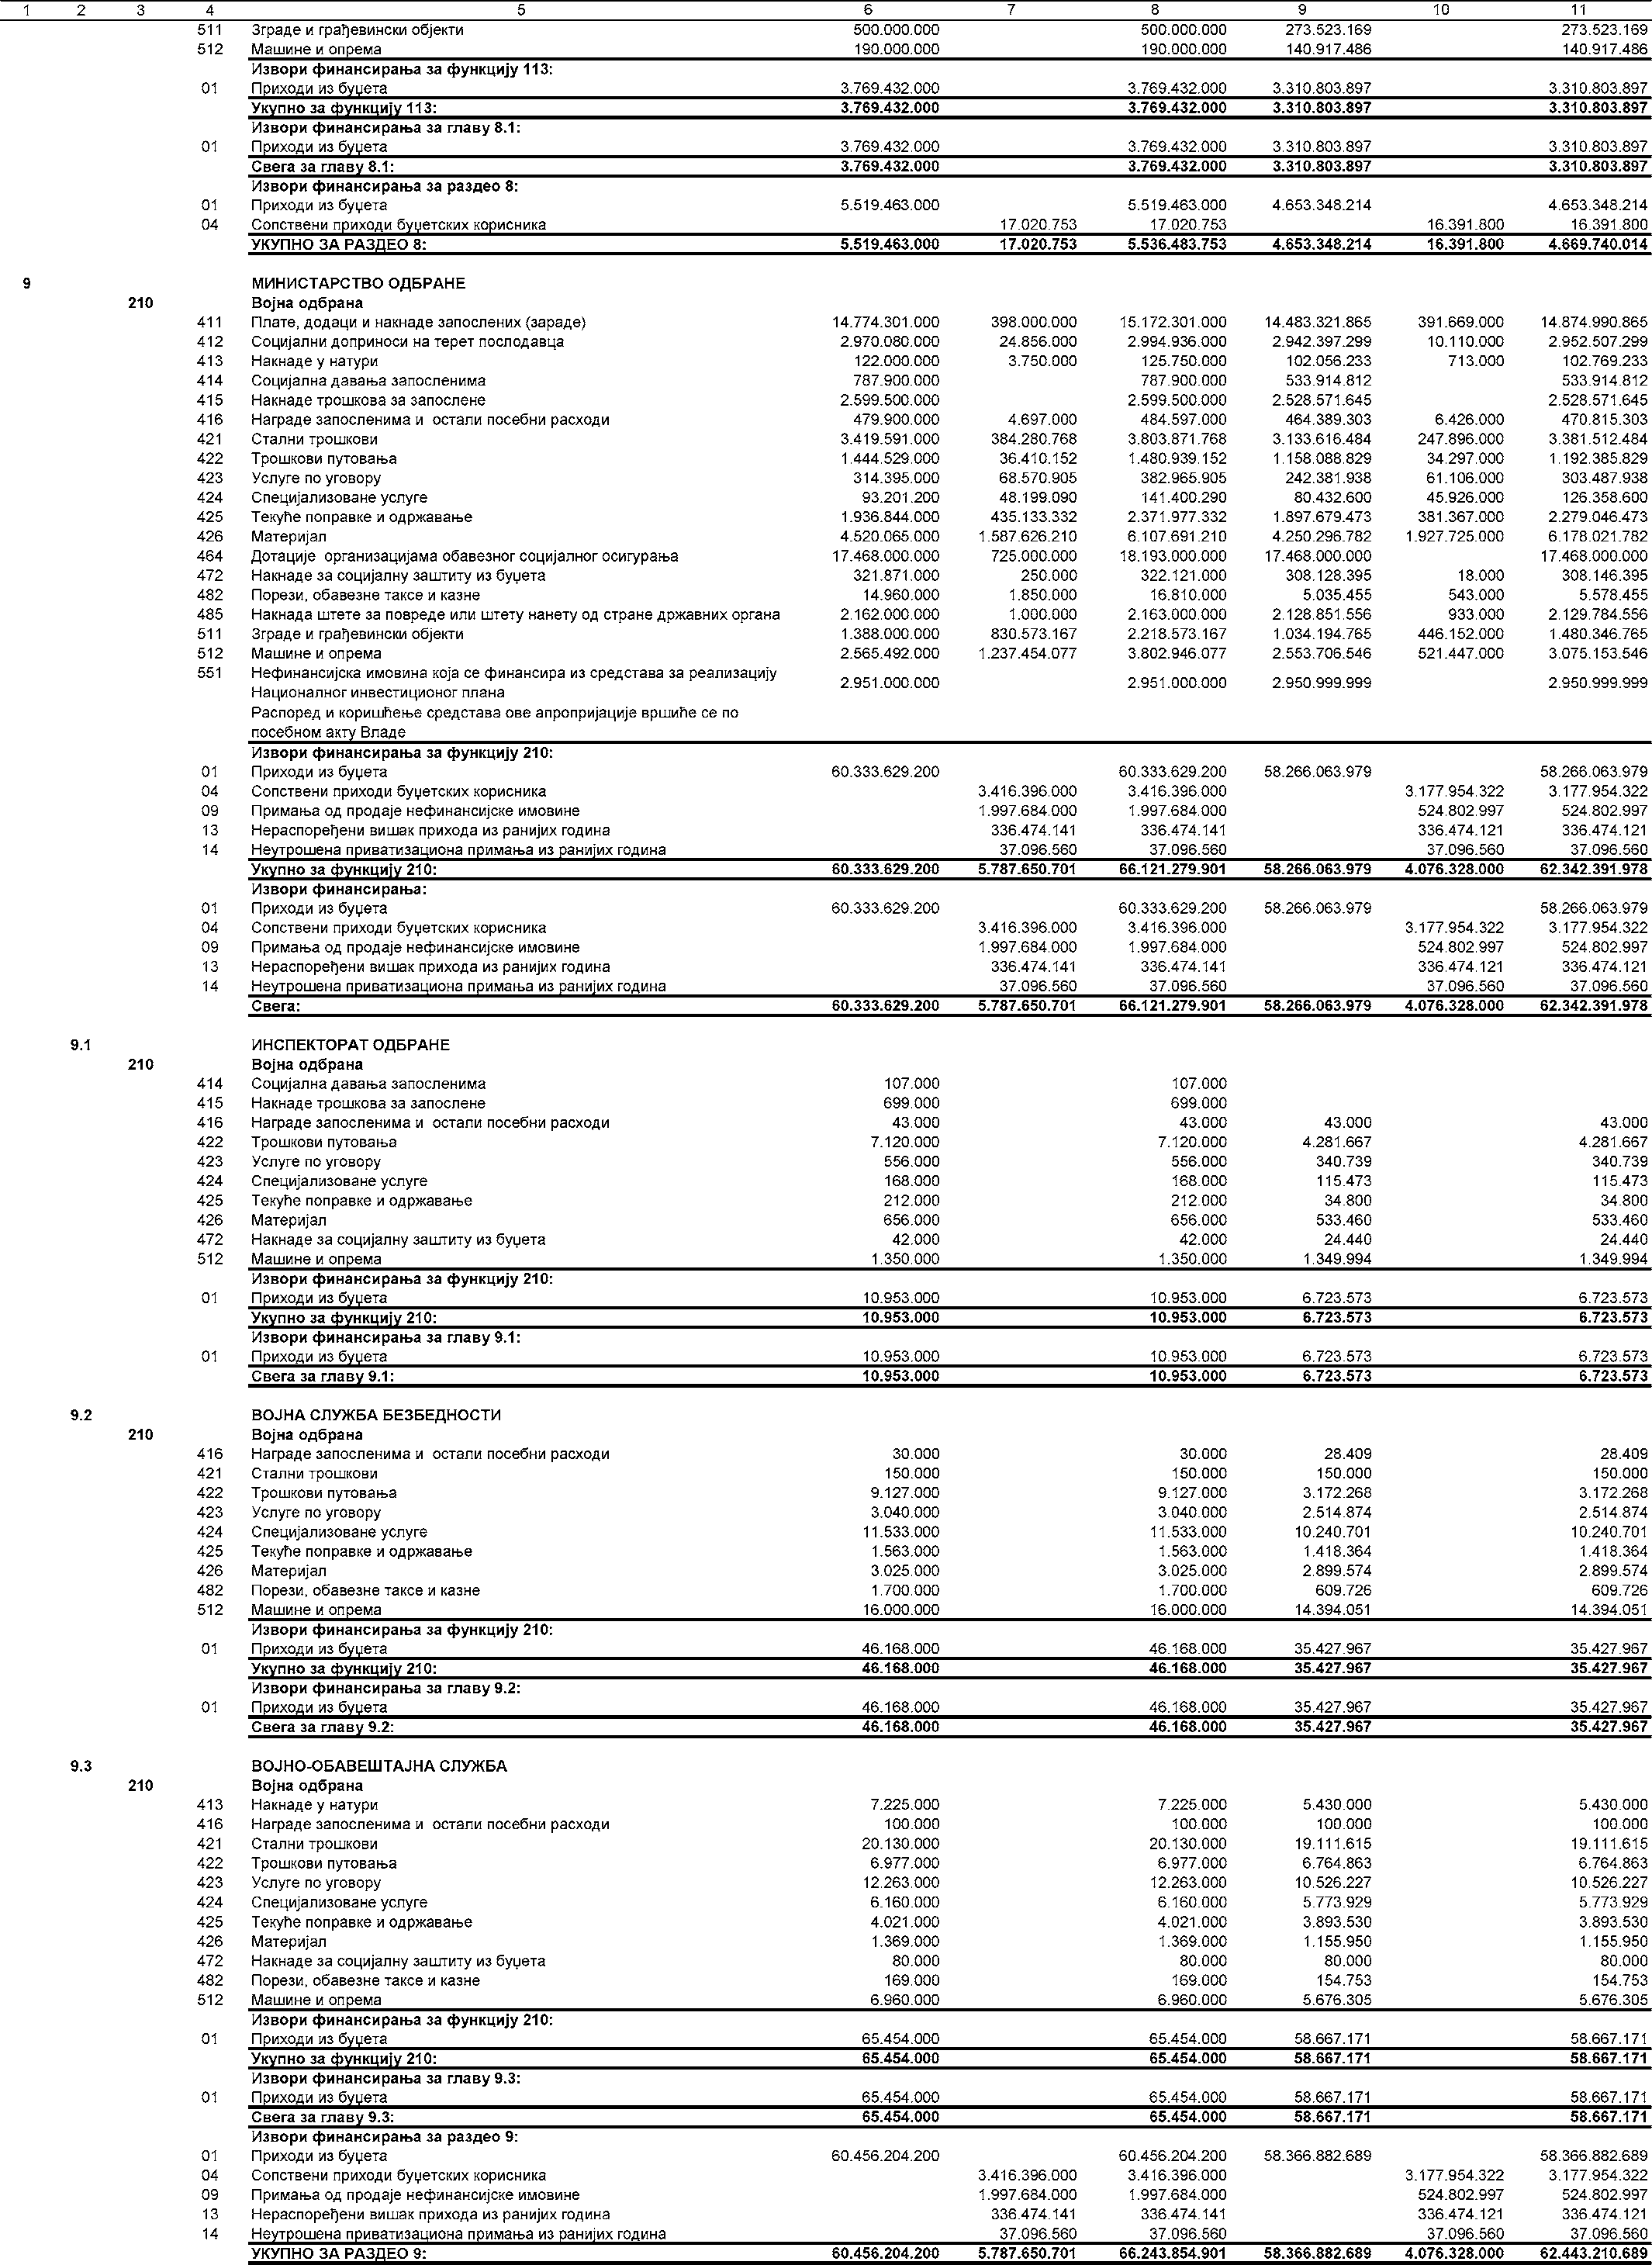 1 2 3 4 5 6 7 8 9 10 11
511 Зграде и грађевински објекти 500.000.000 500.000.000 273.523.169 273.523.169
512 Машине и опрема 190.000.000 190.000.000 140.917.486 140.917.486
Извори финансирања за функцију 113:
01 Приходи из буџета 3.769.432.000 3.769.432.000 3.310.803.897 3.310.803.897
Укупно за функцију 113: 3.769.432.000 3.769.432.000 3.310.803.897 3.310.803.897
Извори финансирања за главу 8.1:
01 Приходи из буџета 3.769.432.000 3.769.432.000 3.310.803.897 3.310.803.897
Свега за главу 8.1: 3.769.432.000 3.769.432.000 3.310.803.897 3.310.803.897
Извори финансирања за раздео 8:
01 Приходи из буџета 5.519.463.000 5.519.463.000 4.653.348.214 4.653.348.214
04 Сопствени приходи буџетских корисника 17.020.753 17.020.753 16.391.800 16.391.800
УКУПНО ЗА РАЗДЕО 8: 5.519.463.000 17.020.753 5.536.483.753 4.653.348.214 16.391.800 4.669.740.014
9 МИНИСТАРСТВО ОДБРАНЕ
210 Војна одбрана
411 Плате, додаци и накнаде запослених (зараде) 14.774.301.000 398.000.000 15.172.301.000 14.483.321.865 391.669.000 14.874.990.865
412 Социјални доприноси на терет послодавца 2.970.080.000 24.856.000 2.994.936.000 2.942.397.299 10.110.000 2.952.507.299
413 Накнаде у натури 122.000.000 3.750.000 125.750.000 102.056.233 713.000 102.769.233
414 Социјална давања запосленима 787.900.000 787.900.000 533.914.812 533.914.812
415 Накнаде трошкова за запослене 2.599.500.000 2.599.500.000 2.528.571.645 2.528.571.645
416 Награде запосленима и остали посебни расходи 479.900.000 4.697.000 484.597.000 464.389.303 6.426.000 470.815.303
421 Стални трошкови 3.419.591.000 384.280.768 3.803.871.768 3.133.616.484 247.896.000 3.381.512.484
422 Трошкови путовања 1.444.529.000 36.410.152 1.480.939.152 1.158.088.829 34.297.000 1.192.385.829
423 Услуге по уговору 314.395.000 68.570.905 382.965.905 242.381.938 61.106.000 303.487.938
424 Специјализоване услуге 93.201.200 48.199.090 141.400.290 80.432.600 45.926.000 126.358.600
425 Текуће поправке и одржавање 1.936.844.000 435.133.332 2.371.977.332 1.897.679.473 381.367.000 2.279.046.473
426 Материјал 4.520.065.000 1.587.626.210 6.107.691.210 4.250.296.782 1.927.725.000 6.178.021.782
464 Дотације организацијама обавезног социјалног осигурања 17.468.000.000 725.000.000 18.193.000.000 17.468.000.000 17.468.000.000
472 Накнаде за социјалну заштиту из буџета 321.871.000 250.000 322.121.000 308.128.395 18.000 308.146.395
482 Порези, обавезне таксе и казне 14.960.000 1.850.000 16.810.000 5.035.455 543.000 5.578.455
485 Накнада штете за повреде или штету нанету од стране државних органа 2.162.000.000 1.000.000 2.163.000.000 2.128.851.556 933.000 2.129.784.556
511 Зграде и грађевински објекти 1.388.000.000 830.573.167 2.218.573.167 1.034.194.765 446.152.000 1.480.346.765
512 Машине и опрема 2.565.492.000 1.237.454.077 3.802.946.077 2.553.706.546 521.447.000 3.075.153.546
551 Нефинансијска имовина која се финансира из средстава за реализацију
Националног инвестиционог плана 2.951.000.000 2.951.000.000 2.950.999.999 2.950.999.999
Распоред и коришћење средстава ове апропријације вршиће се по
посебном акту Владе
Извори финансирања за функцију 210:
01 Приходи из буџета 60.333.629.200 60.333.629.200 58.266.063.979 58.266.063.979
04 Сопствени приходи буџетских корисника 3.416.396.000 3.416.396.000 3.177.954.322 3.177.954.322
09 Примања од продаје нефинансијске имовине 1.997.684.000 1.997.684.000 524.802.997 524.802.997
13 Нераспоређени вишак прихода из ранијих година 336.474.141 336.474.141 336.474.121 336.474.121
14 Неутрошена приватизациона примања из ранијих година 37.096.560 37.096.560 37.096.560 37.096.560
Укупно за функцију 210: 60.333.629.200 5.787.650.701 66.121.279.901 58.266.063.979 4.076.328.000 62.342.391.978
Извори финансирања:
01 Приходи из буџета 60.333.629.200 60.333.629.200 58.266.063.979 58.266.063.979
04 Сопствени приходи буџетских корисника 3.416.396.000 3.416.396.000 3.177.954.322 3.177.954.322
09 Примања од продаје нефинансијске имовине 1.997.684.000 1.997.684.000 524.802.997 524.802.997
13 Нераспоређени вишак прихода из ранијих година 336.474.141 336.474.141 336.474.121 336.474.121
14 Неутрошена приватизациона примања из ранијих година 37.096.560 37.096.560 37.096.560 37.096.560
Свега: 60.333.629.200 5.787.650.701 66.121.279.901 58.266.063.979 4.076.328.000 62.342.391.978
9.1 ИНСПЕКТОРАТ ОДБРАНЕ
210 Војна одбрана
414 Социјална давања запосленима 107.000 107.000
415 Накнаде трошкова за запослене 699.000 699.000
416 Награде запосленима и остали посебни расходи 43.000 43.000 43.000 43.000
422 Трошкови путовања 7.120.000 7.120.000 4.281.667 4.281.667
423 Услуге по уговору 556.000 556.000 340.739 340.739
424 Специјализоване услуге 168.000 168.000 115.473 115.473
425 Текуће поправке и одржавање 212.000 212.000 34.800 34.800
426 Материјал 656.000 656.000 533.460 533.460
472 Накнаде за социјалну заштиту из буџета 42.000 42.000 24.440 24.440
512 Машине и опрема 1.350.000 1.350.000 1.349.994 1.349.994
Извори финансирања за функцију 210:
01 Приходи из буџета 10.953.000 10.953.000 6.723.573 6.723.573
Укупно за функцију 210: 10.953.000 10.953.000 6.723.573 6.723.573
Извори финансирања за главу 9.1:
01 Приходи из буџета 10.953.000 10.953.000 6.723.573 6.723.573
Свега за главу 9.1: 10.953.000 10.953.000 6.723.573 6.723.573
9.2 ВОЈНА СЛУЖБА БЕЗБЕДНОСТИ
210 Војна одбрана
416 Награде запосленима и остали посебни расходи 30.000 30.000 28.409 28.409
421 Стални трошкови 150.000 150.000 150.000 150.000
422 Трошкови путовања 9.127.000 9.127.000 3.172.268 3.172.268
423 Услуге по уговору 3.040.000 3.040.000 2.514.874 2.514.874
424 Специјализоване услуге 11.533.000 11.533.000 10.240.701 10.240.701
425 Текуће поправке и одржавање 1.563.000 1.563.000 1.418.364 1.418.364
426 Материјал 3.025.000 3.025.000 2.899.574 2.899.574
482 Порези, обавезне таксе и казне 1.700.000 1.700.000 609.726 609.726
512 Машине и опрема 16.000.000 16.000.000 14.394.051 14.394.051
Извори финансирања за функцију 210:
01 Приходи из буџета 46.168.000 46.168.000 35.427.967 35.427.967
Укупно за функцију 210: 46.168.000 46.168.000 35.427.967 35.427.967
Извори финансирања за главу 9.2:
01 Приходи из буџета 46.168.000 46.168.000 35.427.967 35.427.967
Свега за главу 9.2: 46.168.000 46.168.000 35.427.967 35.427.967
9.3 ВОЈНО-ОБАВЕШТАЈНА СЛУЖБА
210 Војна одбрана
413 Накнаде у натури 7.225.000 7.225.000 5.430.000 5.430.000
416 Награде запосленима и остали посебни расходи 100.000 100.000 100.000 100.000
421 Стални трошкови 20.130.000 20.130.000 19.111.615 19.111.615
422 Трошкови путовања 6.977.000 6.977.000 6.764.863 6.764.863
423 Услуге по уговору 12.263.000 12.263.000 10.526.227 10.526.227
424 Специјализоване услуге 6.160.000 6.160.000 5.773.929 5.773.929
425 Текуће поправке и одржавање 4.021.000 4.021.000 3.893.530 3.893.530
426 Материјал 1.369.000 1.369.000 1.155.950 1.155.950
472 Накнаде за социјалну заштиту из буџета 80.000 80.000 80.000 80.000
482 Порези, обавезне таксе и казне 169.000 169.000 154.753 154.753
512 Машине и опрема 6.960.000 6.960.000 5.676.305 5.676.305
Извори финансирања за функцију 210:
01 Приходи из буџета 65.454.000 65.454.000 58.667.171 58.667.171
Укупно за функцију 210: 65.454.000 65.454.000 58.667.171 58.667.171
Извори финансирања за главу 9.3:
01 Приходи из буџета 65.454.000 65.454.000 58.667.171 58.667.171
Свега за главу 9.3: 65.454.000 65.454.000 58.667.171 58.667.171
Извори финансирања за раздео 9:
01 Приходи из буџета 60.456.204.200 60.456.204.200 58.366.882.689 58.366.882.689
04 Сопствени приходи буџетских корисника 3.416.396.000 3.416.396.000 3.177.954.322 3.177.954.322
09 Примања од продаје нефинансијске имовине 1.997.684.000 1.997.684.000 524.802.997 524.802.997
13 Нераспоређени вишак прихода из ранијих година 336.474.141 336.474.141 336.474.121 336.474.121
14 Неутрошена приватизациона примања из ранијих година 37.096.560 37.096.560 37.096.560 37.096.560
УКУПНО ЗА РАЗДЕО 9: 60.456.204.200 5.787.650.701 66.243.854.901 58.366.882.689 4.076.328.000 62.443.210.689